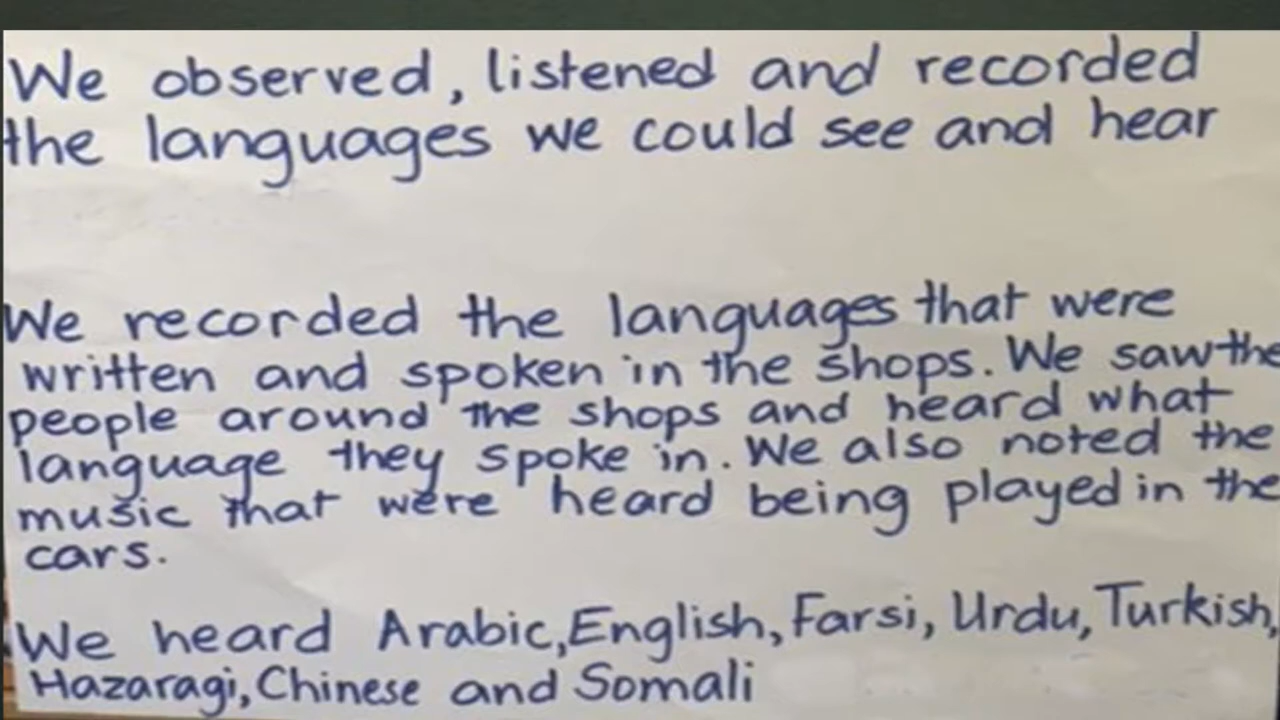 We observed, listened and recorded
the languages we could see and hear
We recorded the languages that were
written and spoken in the shops. We saw the
people around the shops and heard what
language they spoke in. We also noted the
music that were heard being played in the
cars.
We heard Arabic, English, Farsi, Urdu, Turkish,
Hazaragi, Chinese and Somali